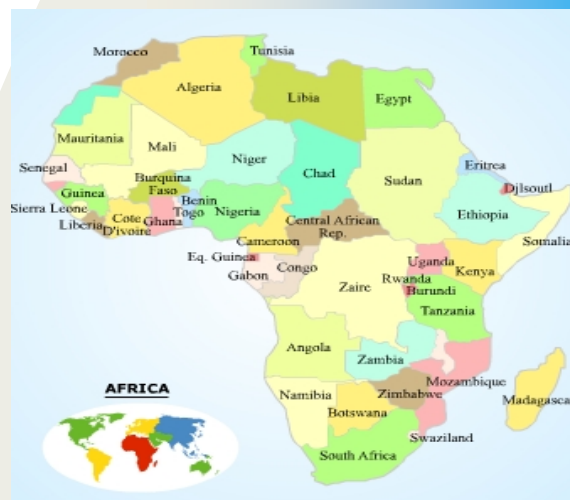 Morocco
Tunisia
Algeria
Libia
Egypt
Mauritania
Mali
Niger
Chad
Sudan
Eritrea
Djlsoutl
Senegal
Burquina
Faso
Guinea
Benin
Togo
Nigeria
Ethiopia
Sierra Leone
Liberia
Cote
D'ivoire
Ghana
Central African
Rep.
Somalia
Cameroon
Eq. Guinea
Gabon
Congo
Uganda
Kenya
Rwanda
Burundi
Zaire
Tanzania
Angola
Zambia
Mozambique
Zimbabwe
Namibia
Botswana
Madagasca
Swaziland
South Africa
AFRICA